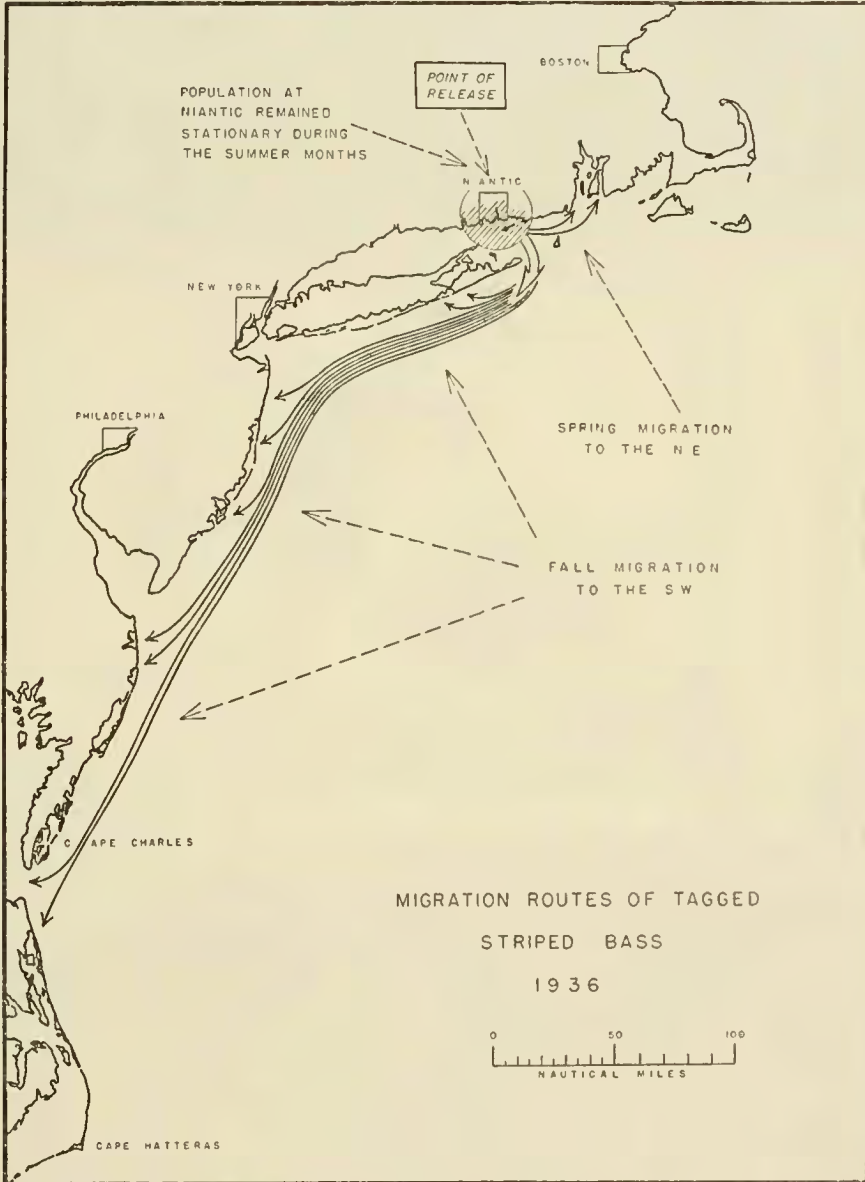 BOSTON
POPULATION AT
NIANTIC REMAINED
STATIONARY DURING
THE SUMMER MONTHS
POINT OF
RELEASE
NIANTIC
NEW YORK
PHILADELPHIA
SPRING MIGRATION
TO THE NE
FALL MIGRATION
TO THE SW
CAPE CHARLES
MIGRATION ROUTES OF TAGGED
STRIPED BASS
1936
0 50 100
NAUTICAL MILES
CAPE HATTERAS